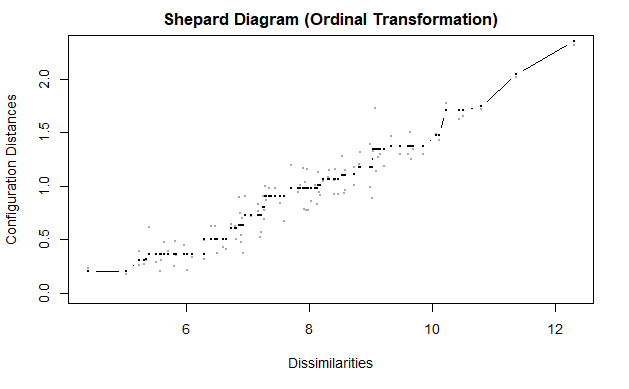 Shepard Diagram (Ordinal Transformation)
Configuration Distances
2.0
1.5
1.0
0.5
0.0
6 8 10 12
Dissimilarities